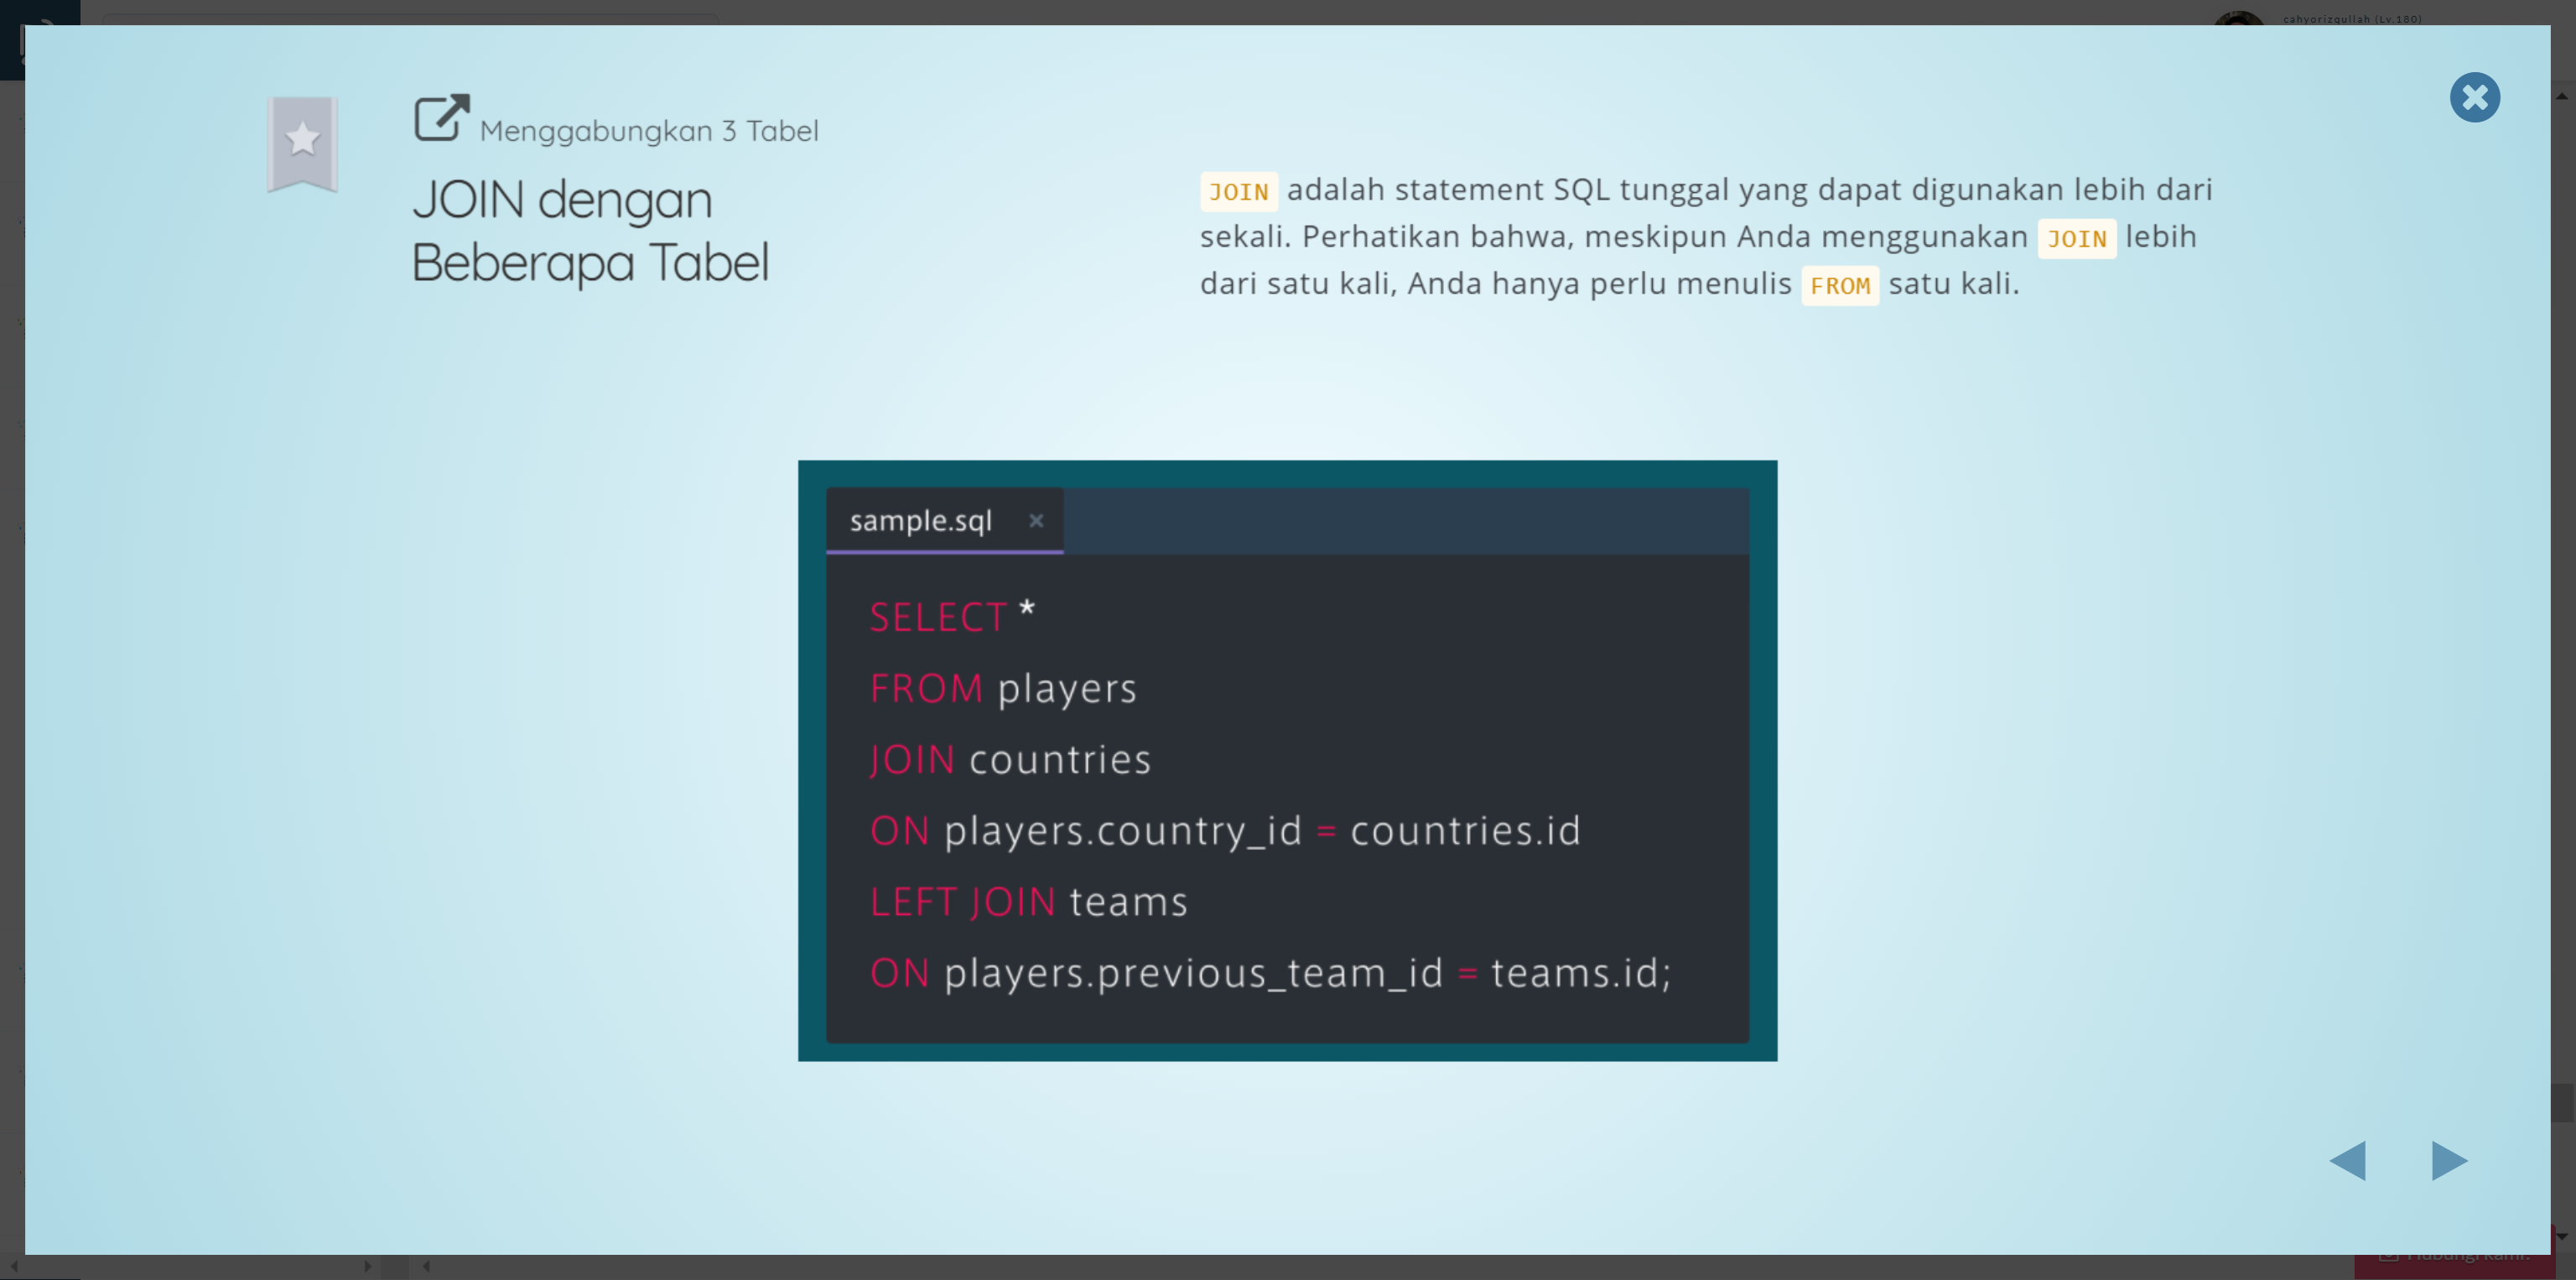 cahyorizqullah (Lv.180)
Menggabungkan 3 Tabel
JOIN dengan
Beberapa Tabel
JOIN adalah statement SQL tunggal yang dapat digunakan lebih dari
sekali. Perhatikan bahwa, meskipun Anda menggunakan JOIN lebih
dari satu kali, Anda hanya perlu menulis FROM satu kali.
sample.sql ×
SELECT *
FROM players
JOIN countries
ON players.country_id = countries.id
LEFT JOIN teams
ON players.previous_team_id = teams.id;
Hubungi kami!